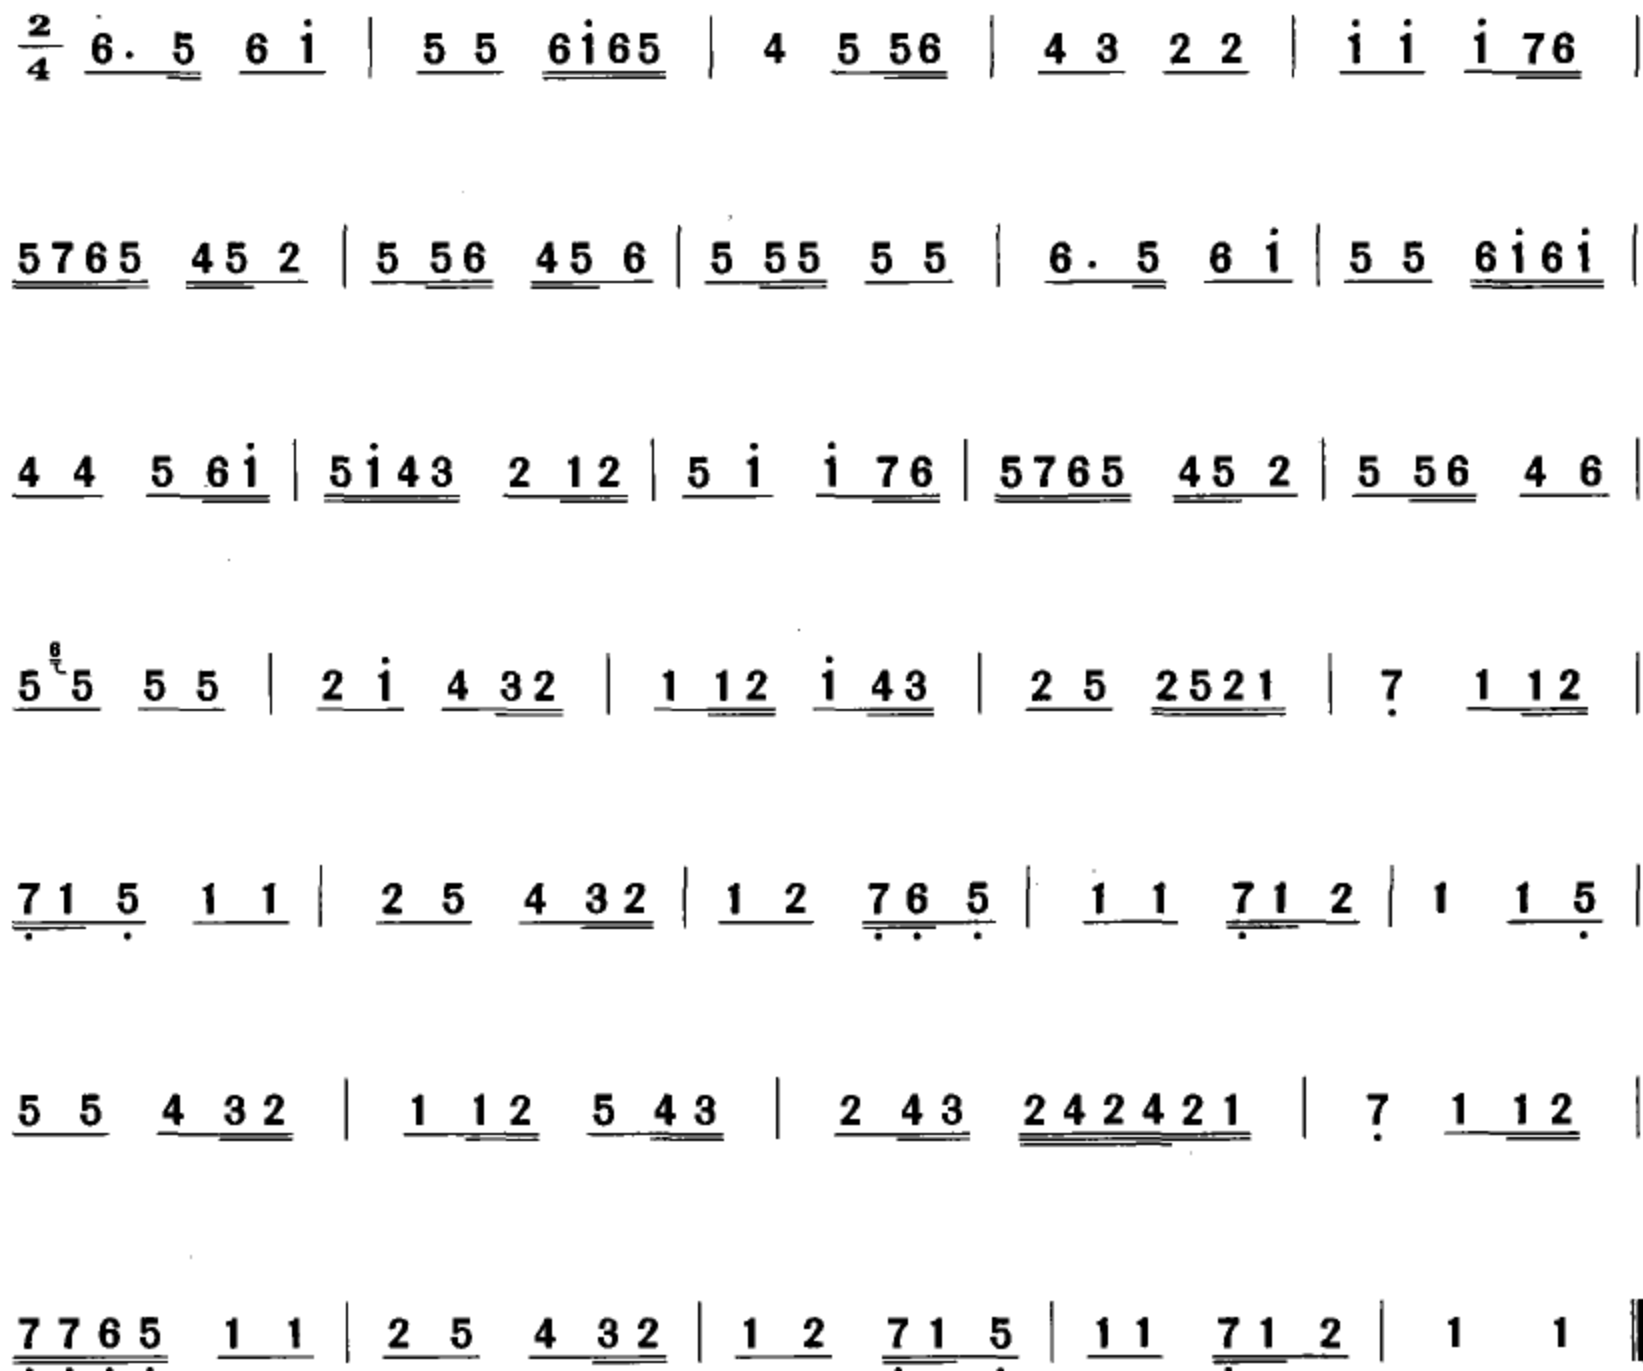 2/4 6. 5 6 i | 5 5 6i65 | 4 5 56 | 4 3 2 2 | i i i 76 |
5765 45 2 | 5 56 45 6 | 5 55 5 5 | 6. 5 6 i | 5 5 6i6i |
4 4 5 6i | 5i43 2 12 | 5 i i 76 | 5765 45 2 | 5 56 4 6 |
5 6 5 5 5 | 2 i 4 32 | 1 12 i 43 | 2 5 2521 | 7 1 12 |
71 5 1 1 | 2 5 4 32 | 1 2 76 5 | 1 1 71 2 | 1 1 5 |
5 5 4 32 | 1 12 5 43 | 2 43 242421 | 7 1 12 |
7765 1 1 | 2 5 4 32 | 1 2 71 5 | 11 71 2 | 1 1 ‖